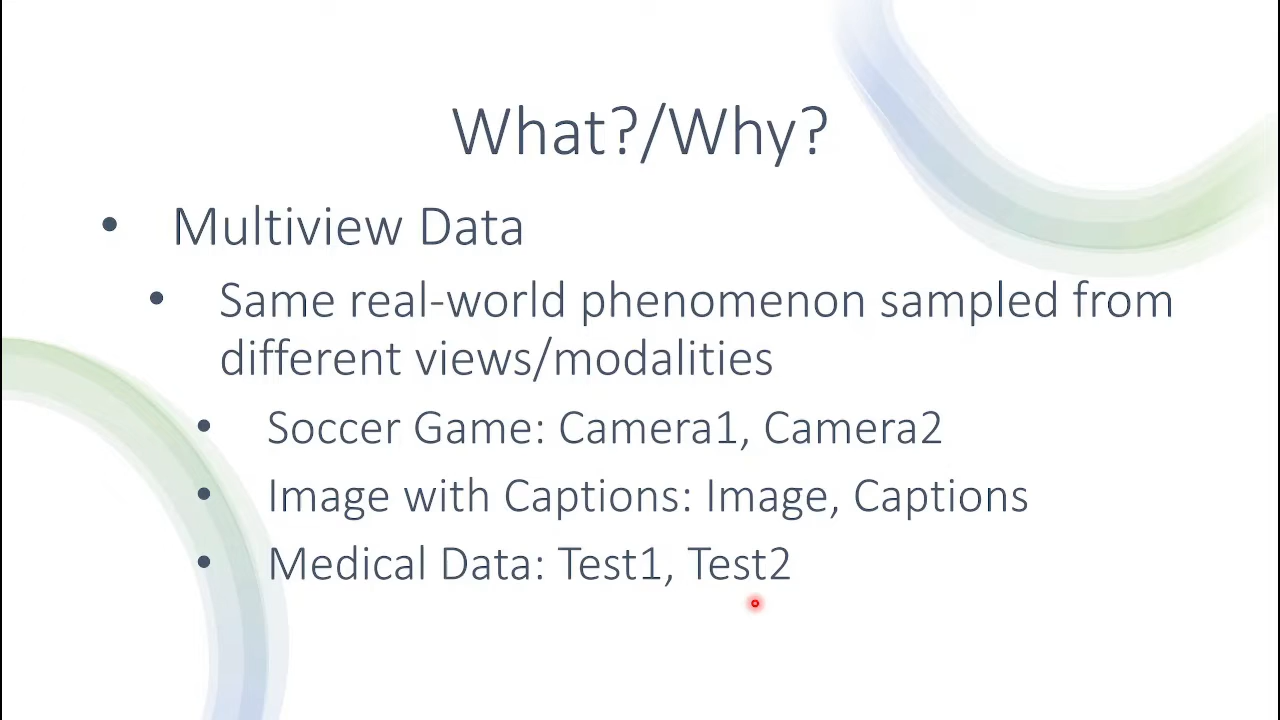 What?/Why?
• Multiview Data
• Same real-world phenomenon sampled from
different views/modalities
• Soccer Game: Camera1, Camera2
• Image with Captions: Image, Captions
• Medical Data: Test1, Test2